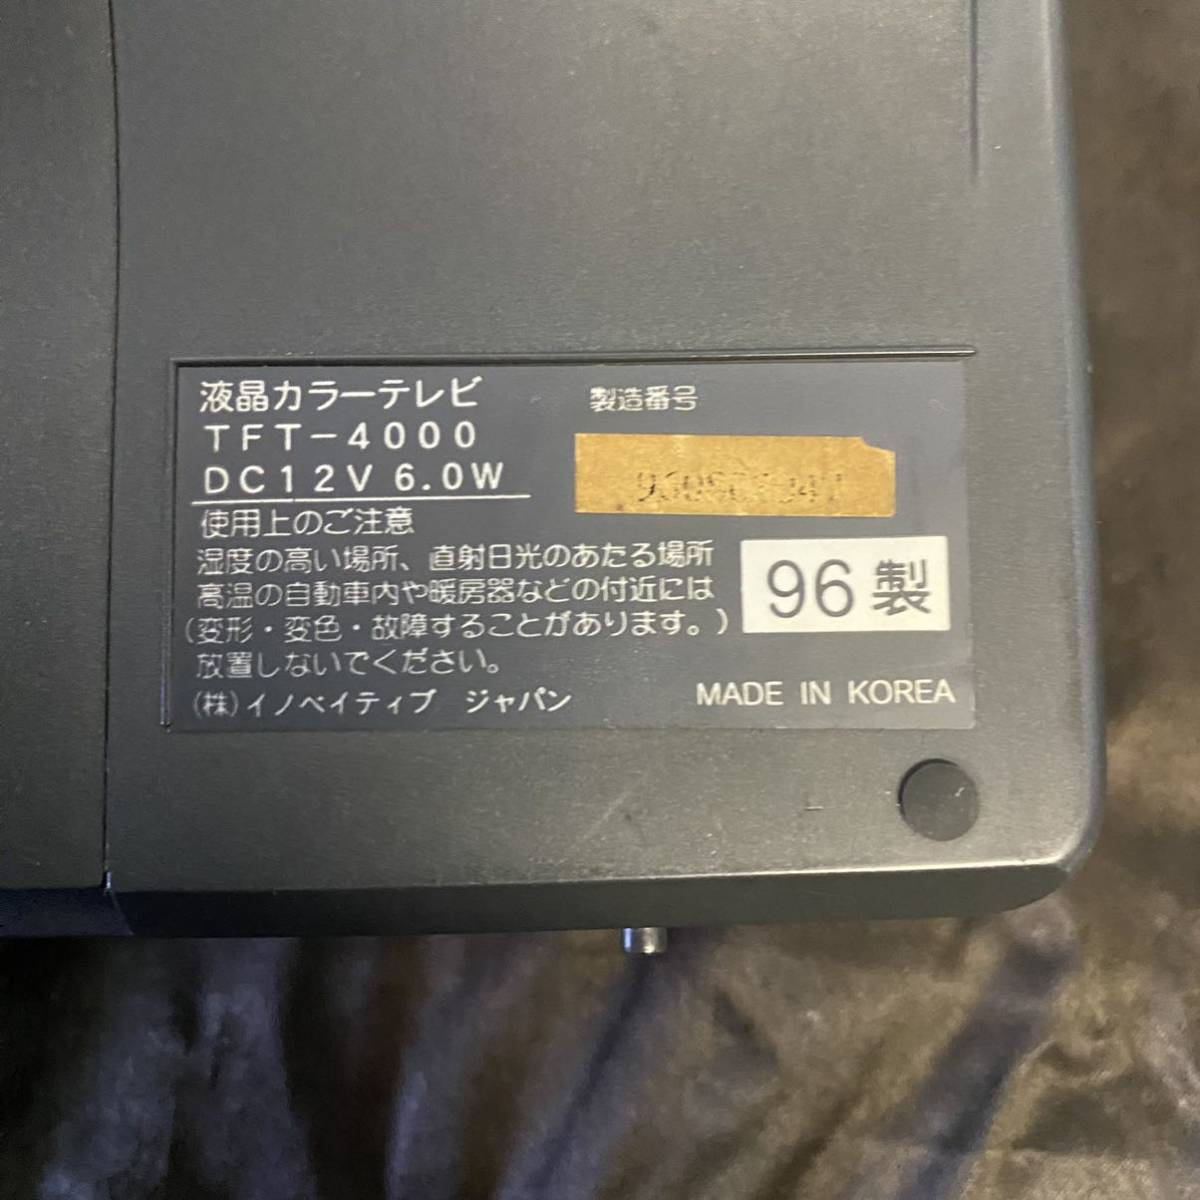 液晶カラーテレビ
TFT-4000
DC12V 6.0W
製造番号
使用上のご注意
湿度の高い場所、直射日光のあたる場所
高温の自動車内や暖房器などの付近には
(変形・変色・故障することがあります。)
放置しないでください。
(株)イノベイティブ ジャパン
96製
MADE IN KOREA